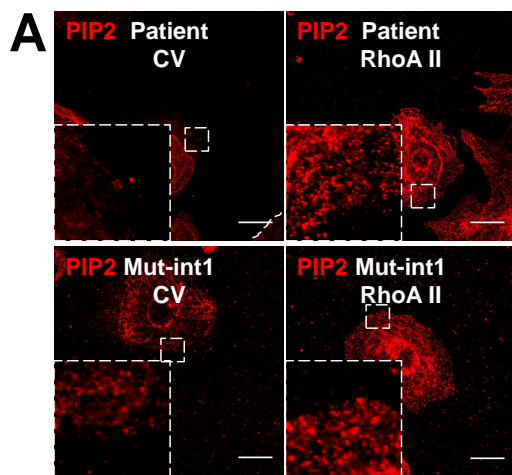 A
PIP2 Patient
CV
PIP2 Patient
RhoA II
PIP2 Mut-int1
CV
PIP2 Mut-int1
RhoA II